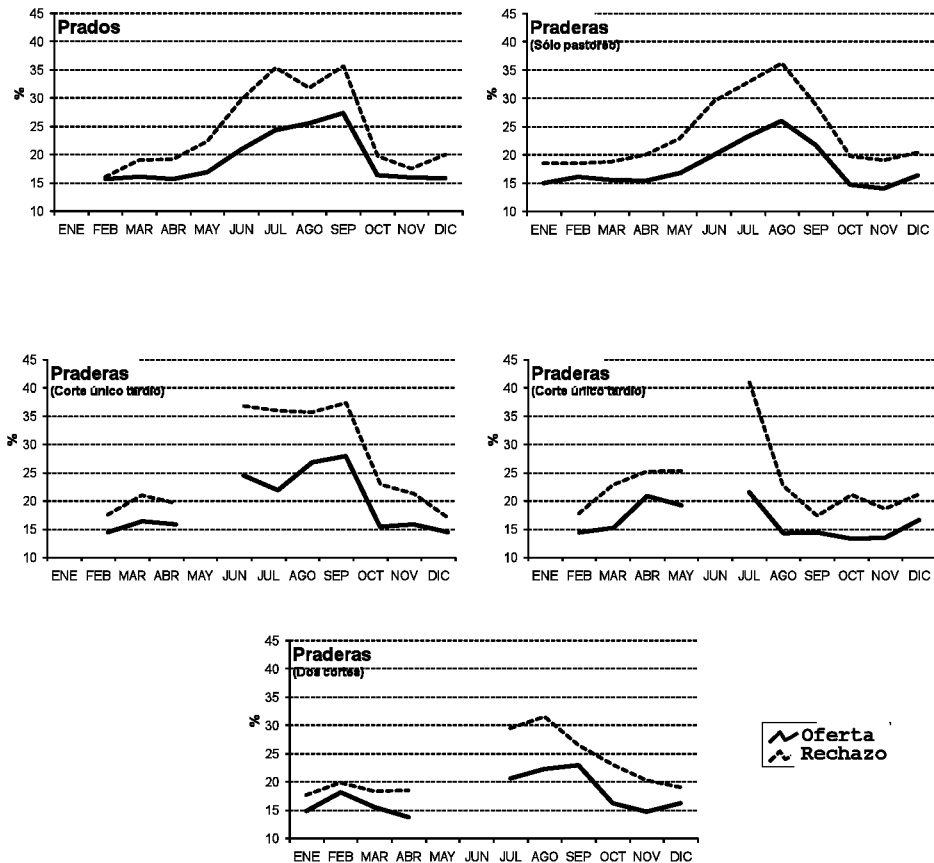 Prados
%
45
40
35
30
25
20
15
10
ENE FEB MAR ABR MAY JUN JUL AGO SEP OCT NOV DIC
Praderas
(Sólo pastoreo)
%
45
40
35
30
25
20
15
10
ENE FEB MAR ABR MAY JUN JUL AGO SEP OCT NOV DIC
Praderas
(Corte único tardío)
%
45
40
35
30
25
20
15
10
ENE FEB MAR ABR MAY JUN JUL AGO SEP OCT NOV DIC
Praderas
(Corte único tardío)
%
45
40
35
30
25
20
15
10
ENE FEB MAR ABR MAY JUN JUL AGO SEP OCT NOV DIC
Praderas
(Dos cortes)
%
45
40
35
30
25
20
15
10
ENE FEB MAR ABR MAY JUN JUL AGO SEP OCT NOV DIC
Oferta
Rechazo